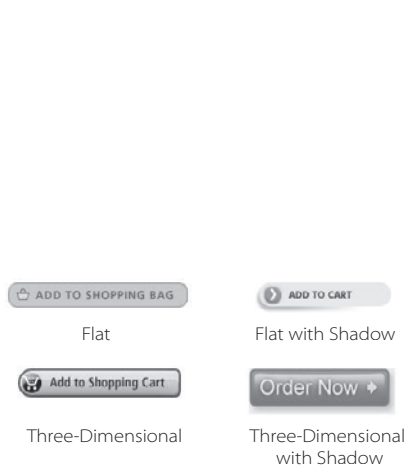 ADD TO SHOPPING BAG
ADD TO CART
Flat
Flat with Shadow
Add to Shopping Cart
Order Now
Three-Dimensional
Three-Dimensional
with Shadow